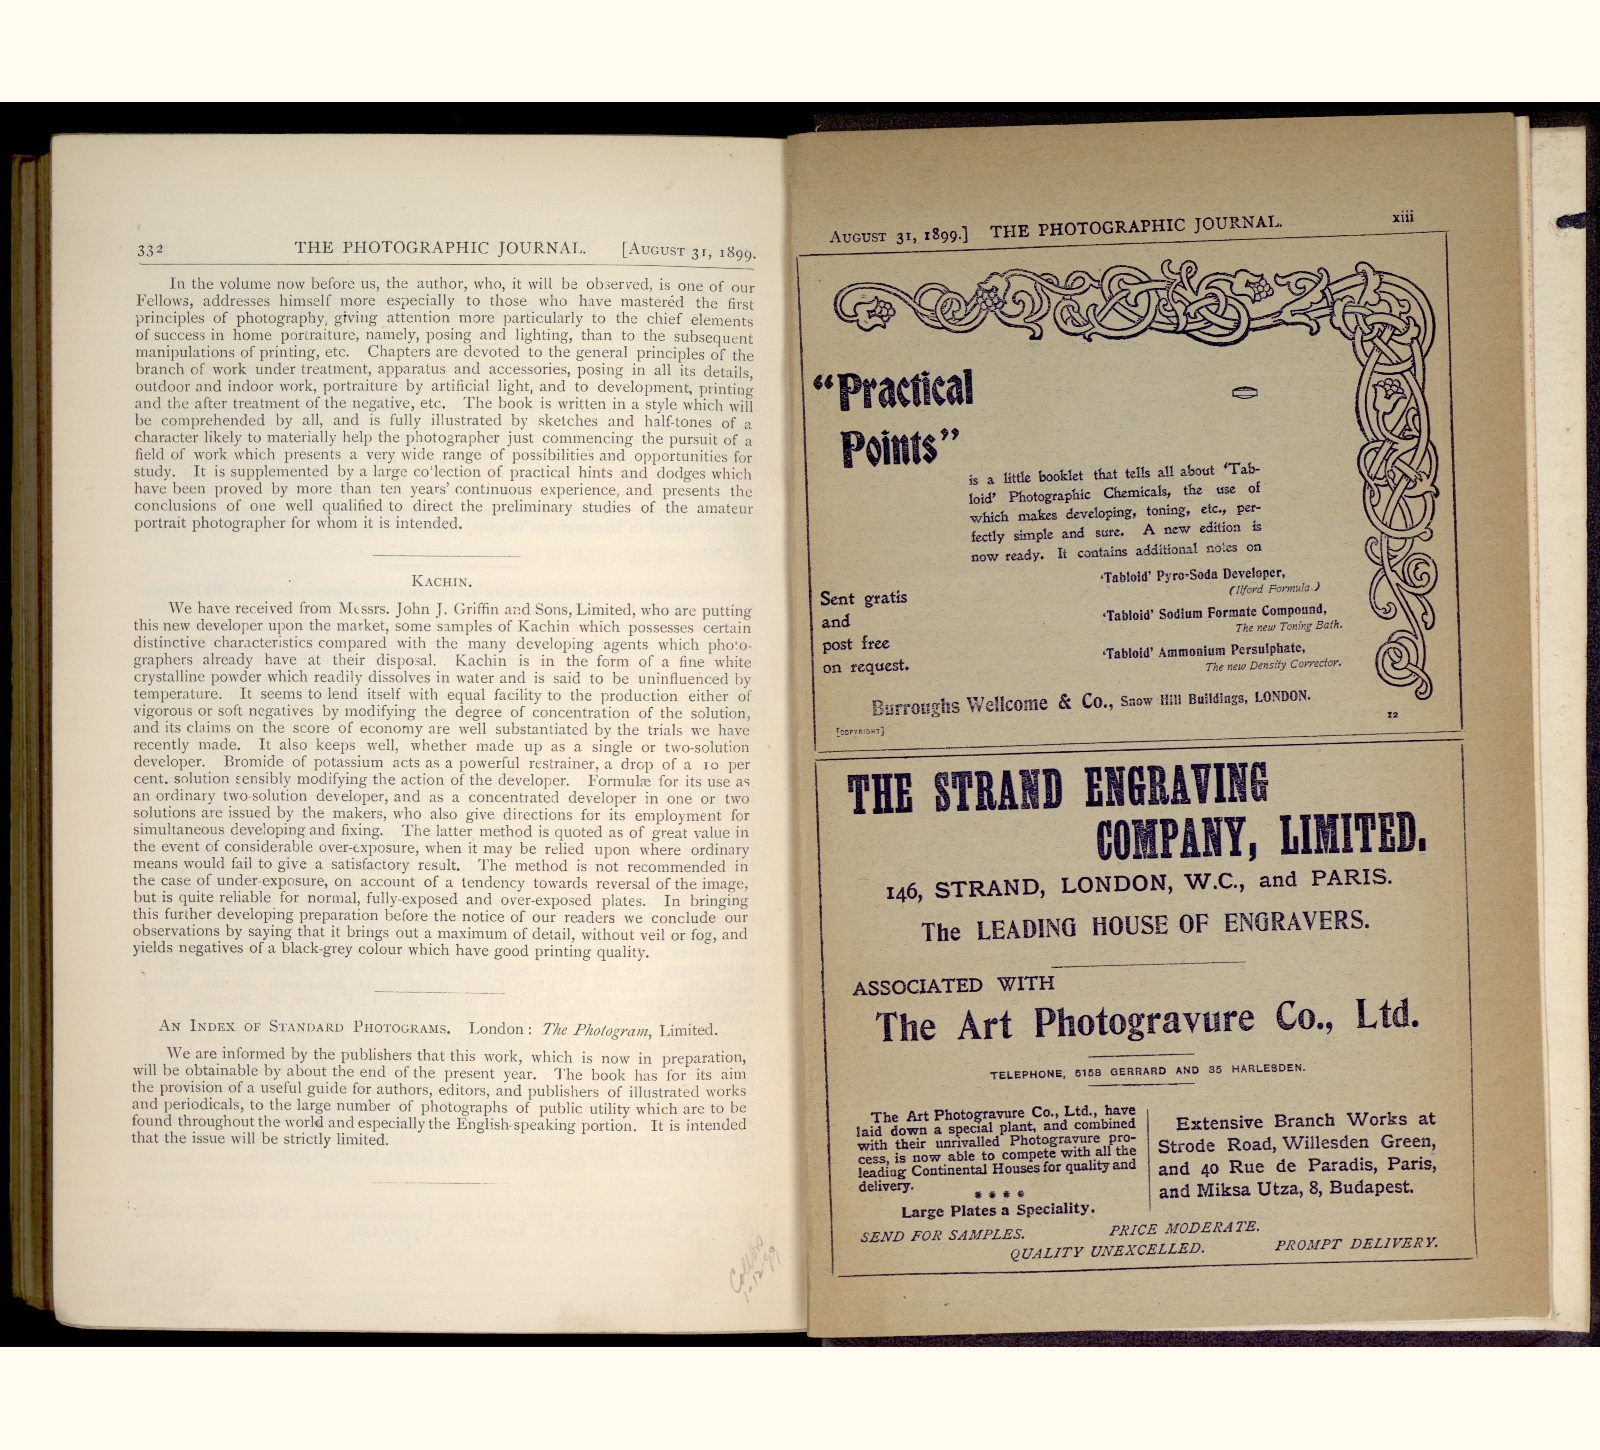 332 THE PHOTOGRAPHIC JOURNAL. [AUGUST 31, 1899.
In the volume now before us, the author, who, it will be observed, is one of our
Fellows, addresses himself more especially to those who have mastered the first
principles of photography, giving attention more particularly to the chief elements
of success in home portraiture, namely, posing and lighting, than to the subsequent
manipulations of printing, etc. Chapters are devoted to the general principles of the
branch of work under treatment, apparatus and accessories, posing in all its details,
outdoor and indoor work, portraiture by artificial light, and to development, printing
and the after treatment of the negative, etc. The book is written in a style which will
be comprehended by all, and is fully illustrated by sketches and half-tones of a
character likely to materially help the photographer just commencing the pursuit of a
field of work which presents a very wide range of possibilities and opportunities for
study. It is supplemented by a large collection of practical hints and dodges which
have been proved by more than ten years' continuous experience, and presents the
conclusions of one well qualified to direct the preliminary studies of the amateur
portrait photographer for whom it is intended.
KACHIN.
We have received from Messrs. John J. Griffin and Sons, Limited, who are putting
this new developer upon the market, some samples of Kachin which possesses certain
distinctive characteristics compared with the many developing agents which photo-
graphers already have at their disposal. Kachin is in the form of a fine white
crystalline powder which readily dissolves in water and is said to be uninfluenced by
temperature. It seems to lend itself with equal facility to the production either of
vigorous or soft negatives by modifying the degree of concentration of the solution,
and its claims on the score of economy are well substantiated by the trials we have
recently made. It also keeps well, whether made up as a single or two-solution
developer. Bromide of potassium acts as a powerful restrainer, a drop of a 10 per
cent. solution sensibly modifying the action of the developer. Formulæ for its use as
an ordinary two-solution developer, and as a concentrated developer in one or two
solutions are issued by the makers, who also give directions for its employment for
simultaneous developing and fixing. The latter method is quoted as of great value in
the event of considerable over-exposure, when it may be relied upon where ordinary
means would fail to give a satisfactory result. The method is not recommended in
the case of under-exposure, on account of a tendency towards reversal of the image,
but is quite reliable for normal, fully-exposed and over-exposed plates. In bringing
this further developing preparation before the notice of our readers we conclude our
observations by saying that it brings out a maximum of detail, without veil or fog, and
yields negatives of a black-grey colour which have good printing quality.
AN INDEX OF STANDARD PHOTOGRAMS. London: The Photogram, Limited.
We are informed by the publishers that this work, which is now in preparation,
will be obtainable by about the end of the present year. The book has for its aim
the provision of a useful guide for authors, editors, and publishers of illustrated works
and periodicals, to the large number of photographs of public utility which are to be
found throughout the world and especially the English-speaking portion. It is intended
that the issue will be strictly limited.
1-12-99
AUGUST 31, 1899.] THE PHOTOGRAPHIC JOURNAL. xiii
"Practical
Points"
is a little booklet that tells all about 'Tab-
loid' Photographic Chemicals, the use of
which makes developing, toning, etc., per-
fectly simple and sure. A new edition is
now ready. It contains additional notes on
'Tabloid' Pyro-Soda Developer,
(Ilford Formula.)
'Tabloid' Sodium Formate Compound,
The new Toning Bath.
'Tabloid' Ammonium Persulphate,
The new Density Corrector.
Sent gratis
and
post free
on request.
Burroughs Wellcome & Co., Snow Hill Buildings, LONDON.
[COPYRIGHT] 12
THE STRAND ENGRAVING
COMPANY, LIMITED.
146, STRAND, LONDON, W.C., and PARIS.
The LEADING HOUSE OF ENGRAVERS.
ASSOCIATED WITH
The Art Photogravure Co., Ltd.
TELEPHONE, 5158 GERRARD AND 35 HARLESDEN.
The Art Photogravure Co., Ltd., have
laid down a special plant, and combined
with their unrivalled Photogravure pro-
cess, is now able to compete with all the
leading Continental Houses for quality and
delivery.
* * * *
Large Plates a Speciality.
Extensive Branch Works at
Strode Road, Willesden Green,
and 40 Rue de Paradis, Paris,
and Miksa Utza, 8, Budapest.
SEND FOR SAMPLES. PRICE MODERATE.
QUALITY UNEXCELLED. PROMPT DELIVERY.